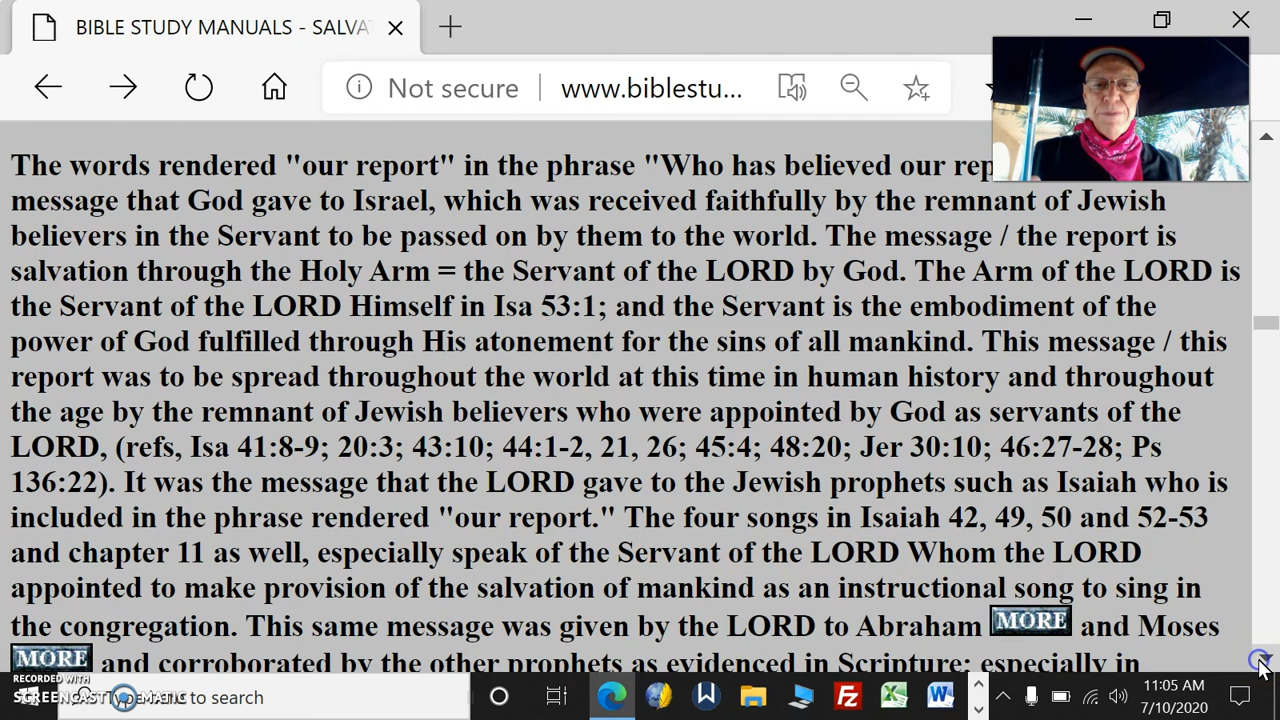 BIBLE STUDY MANUALS - SALVA
Not secure
www.biblestu...
The words rendered "our report" in the phrase "Who has believed our rep
message that God gave to Israel, which was received faithfully by the remnant of Jewish
believers in the Servant to be passed on by them to the world. The message / the report is
salvation through the Holy Arm = the Servant of the LORD by God. The Arm of the LORD is
the Servant of the LORD Himself in Isa 53:1; and the Servant is the embodiment of the
power of God fulfilled through His atonement for the sins of all mankind. This message / this
report was to be spread throughout the world at this time in human history and throughout
the age by the remnant of Jewish believers who were appointed by God as servants of the
LORD, (refs, Isa 41:8-9; 20:3; 43:10; 44:1-2, 21, 26; 45:4; 48:20; Jer 30:10; 46:27-28; Ps
136:22). It was the message that the LORD gave to the Jewish prophets such as Isaiah who is
included in the phrase rendered "our report." The four songs in Isaiah 42, 49, 50 and 52-53
and chapter 11 as well, especially speak of the Servant of the LORD Whom the LORD
appointed to make provision of the salvation of mankind as an instructional song to sing in
the congregation. This same message was given by the LORD to Abraham MORE and Moses
MORE and corroborated by the other prophets as evidenced in Scripture; especially in
RECORDED WITH
SCREENCAST MATIC
Type here to search
11:05 AM
7/10/2020